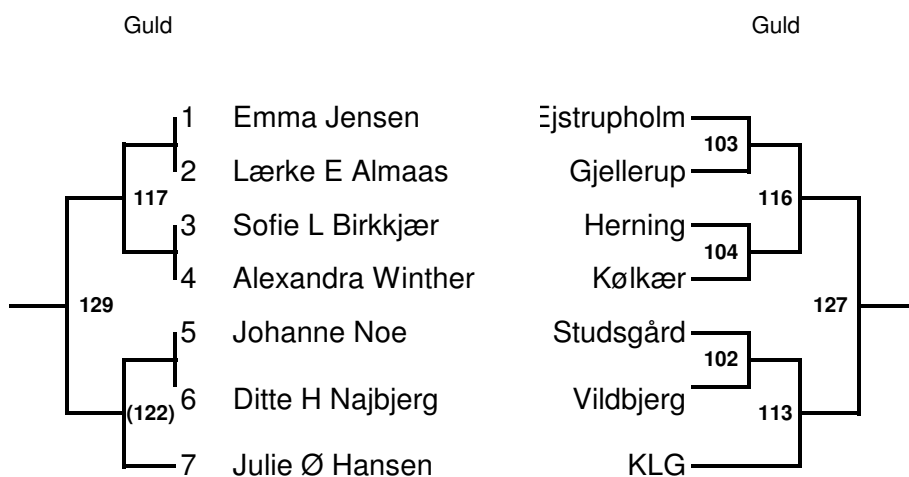 Guld Guld
1 Emma Jensen Ejstrupholm
103
2 Lærke E Almaas Gjellerup
117 116
3 Sofie L Birkkjær Herning
104
4 Alexandra Winther Kølkær
129 127
5 Johanne Noe Studsgård
102
(122) 6 Ditte H Najbjerg Vildbjerg 113
7 Julie Ø Hansen KLG